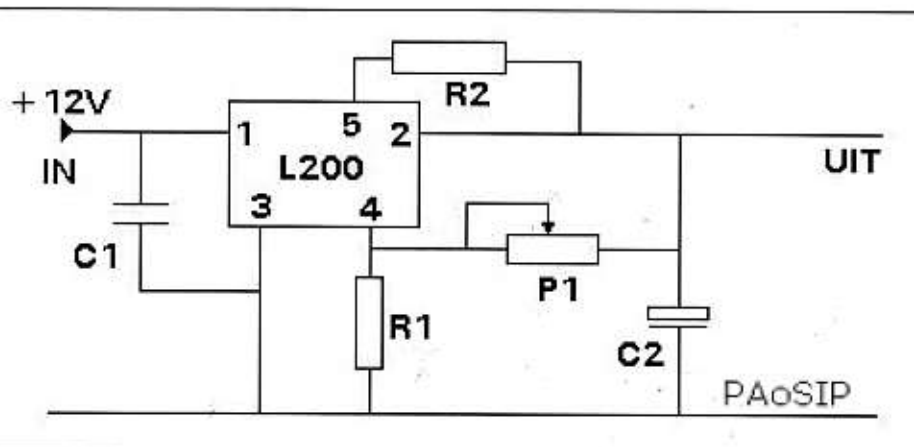 R2
+12V
1 5 2
IN
L200
UIT
3 4
C1
P1
R1
C2
PAoSIP